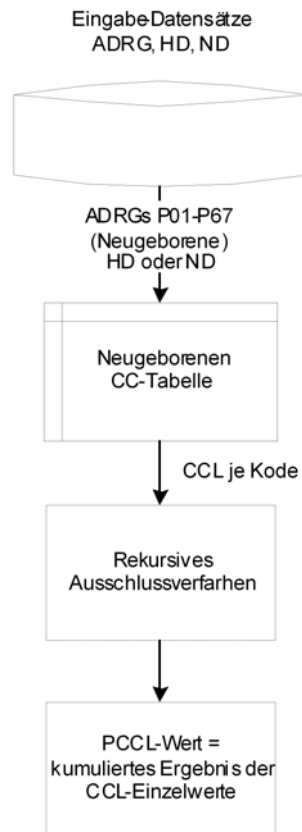 Eingabe-Datensätze
ADRG, HD, ND
ADRGs P01-P67
(Neugeborene)
HD oder ND
Neugeborenen
CC-Tabelle
CCL je Kode
Rekursives
Ausschlussverfarhen
PCCL-Wert =
kumuliertes Ergebnis der
CCL-Einzelwerte